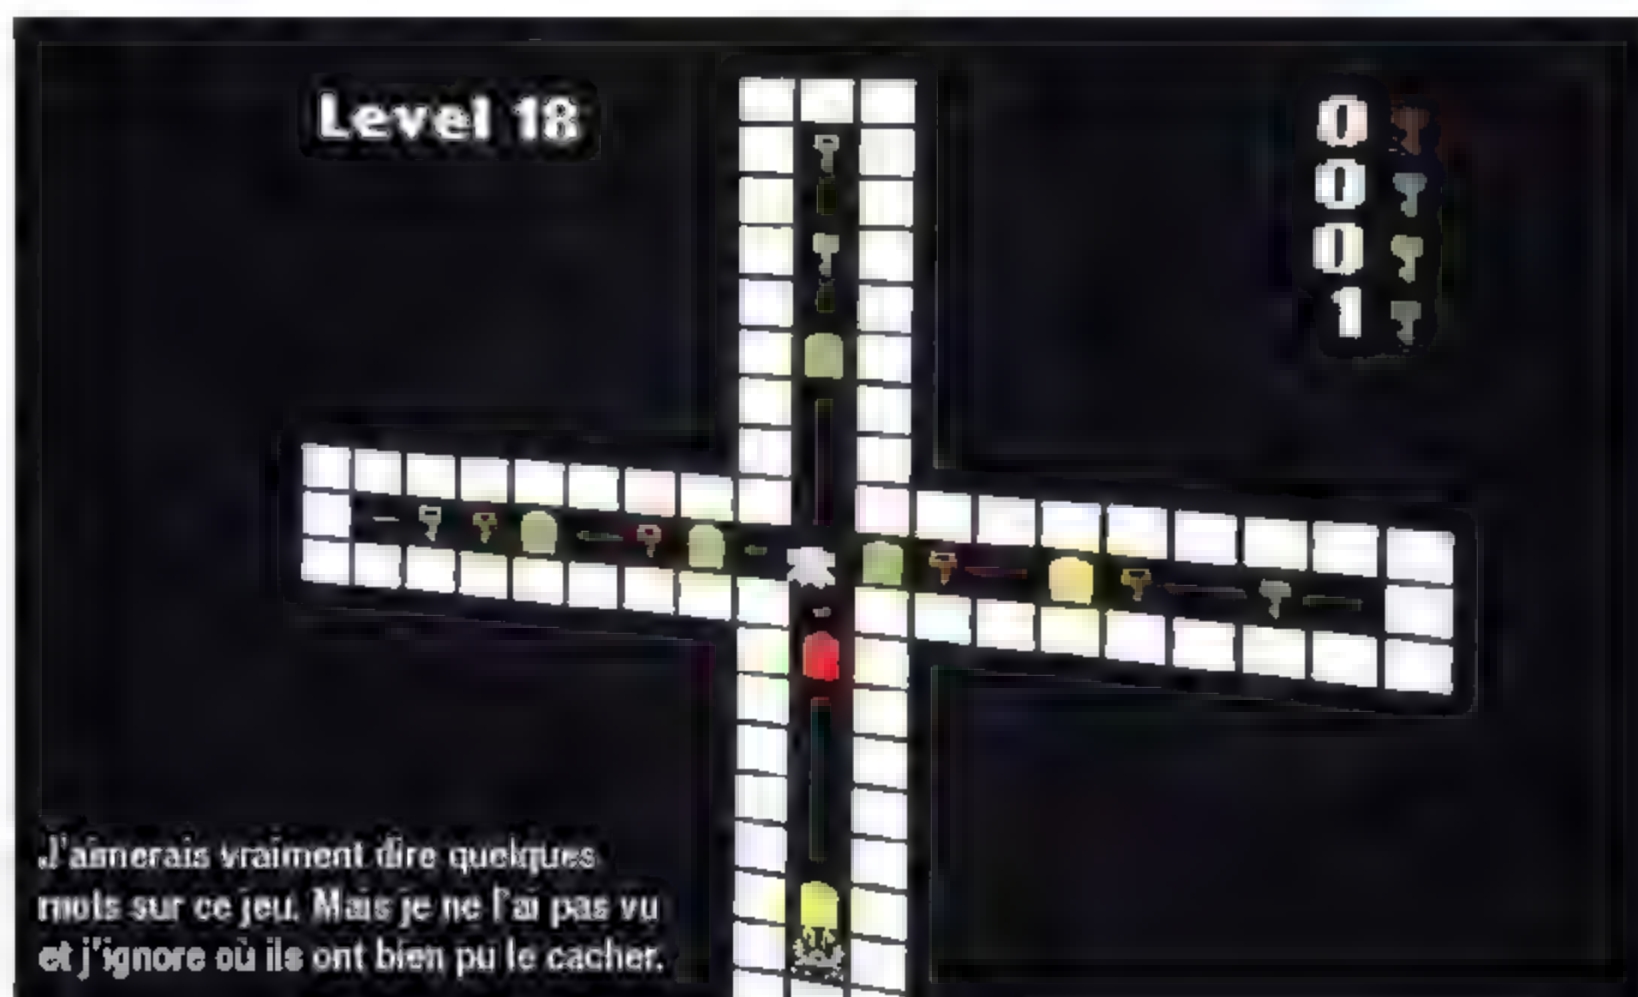 Level 18
0
0
0
1
J'aimerais vraiment dire quelques
mots sur ce jeu. Mais je ne l'ai pas vu
et j'ignore où ils ont bien pu le cacher.